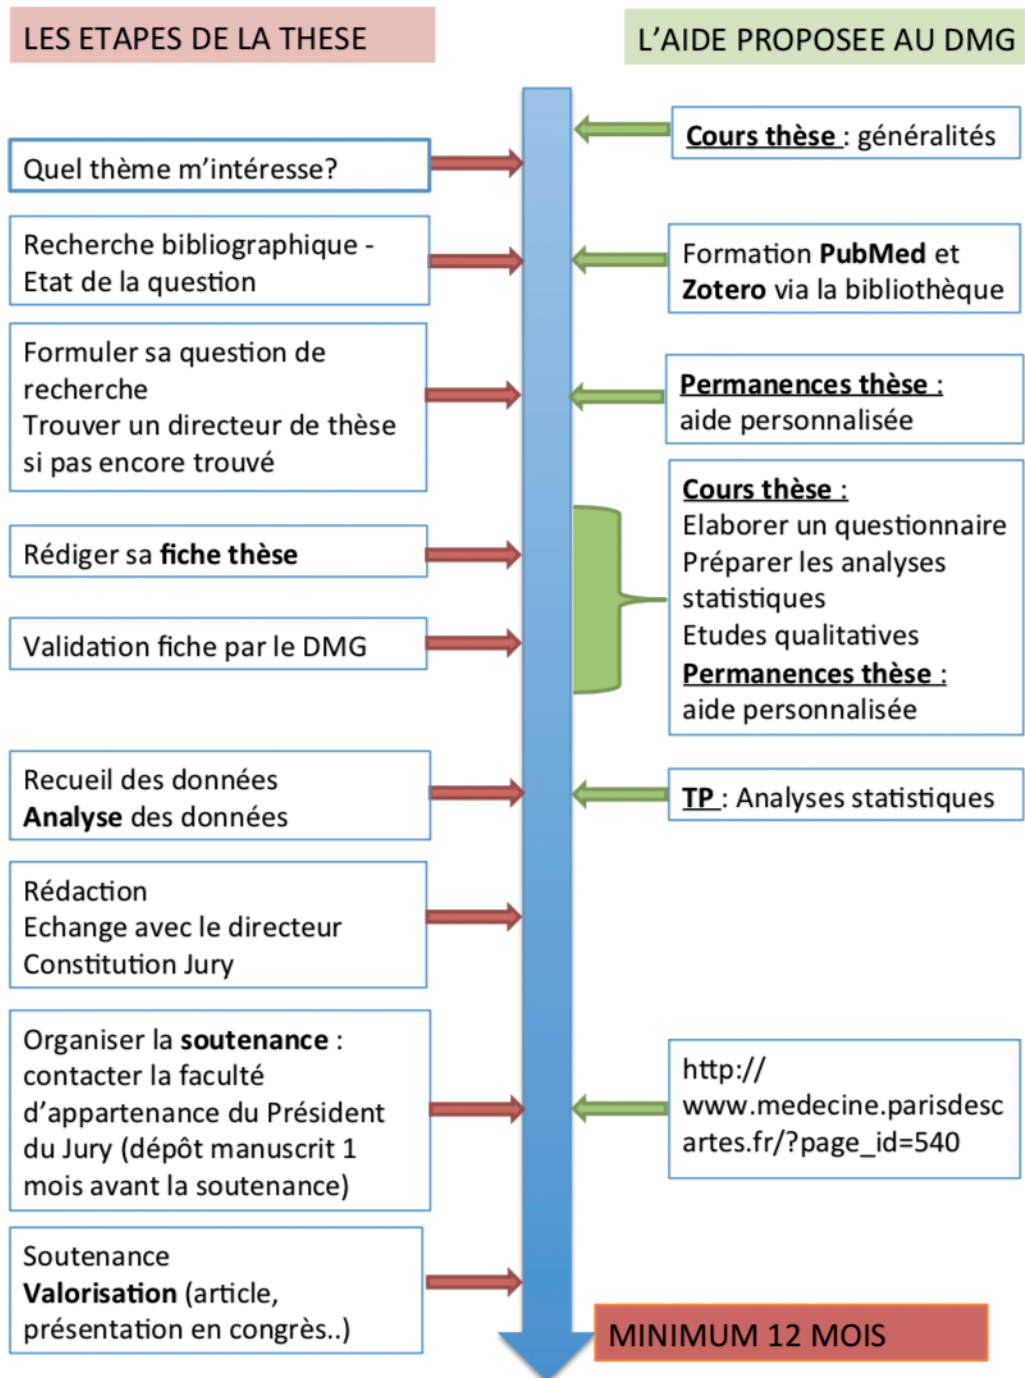 LES ETAPES DE LA THESE
L’AIDE PROPOSEE AU DMG
Cours thèse : généralités
Quel thème m’intéresse?
Recherche bibliographique -
Etat de la question
Formation PubMed et
Zotero via la bibliothèque
Formuler sa question de
recherche
Trouver un directeur de thèse
si pas encore trouvé
Permanences thèse :
aide personnalisée
Rédiger sa fiche thèse
Validation fiche par le DMG
Cours thèse :
Elaborer un questionnaire
Préparer les analyses
statistiques
Etudes qualitatives
Permanences thèse :
aide personnalisée
Recueil des données
Analyse des données
TP : Analyses statistiques
Rédaction
Echange avec le directeur
Constitution Jury
Organiser la soutenance :
contacter la faculté
d’appartenance du Président
du Jury (dépôt manuscrit 1
mois avant la soutenance)
http://
www.medecine.parisdesc
artes.fr/?page_id=540
Soutenance
Valorisation (article,
présentation en congrès..)
MINIMUM 12 MOIS